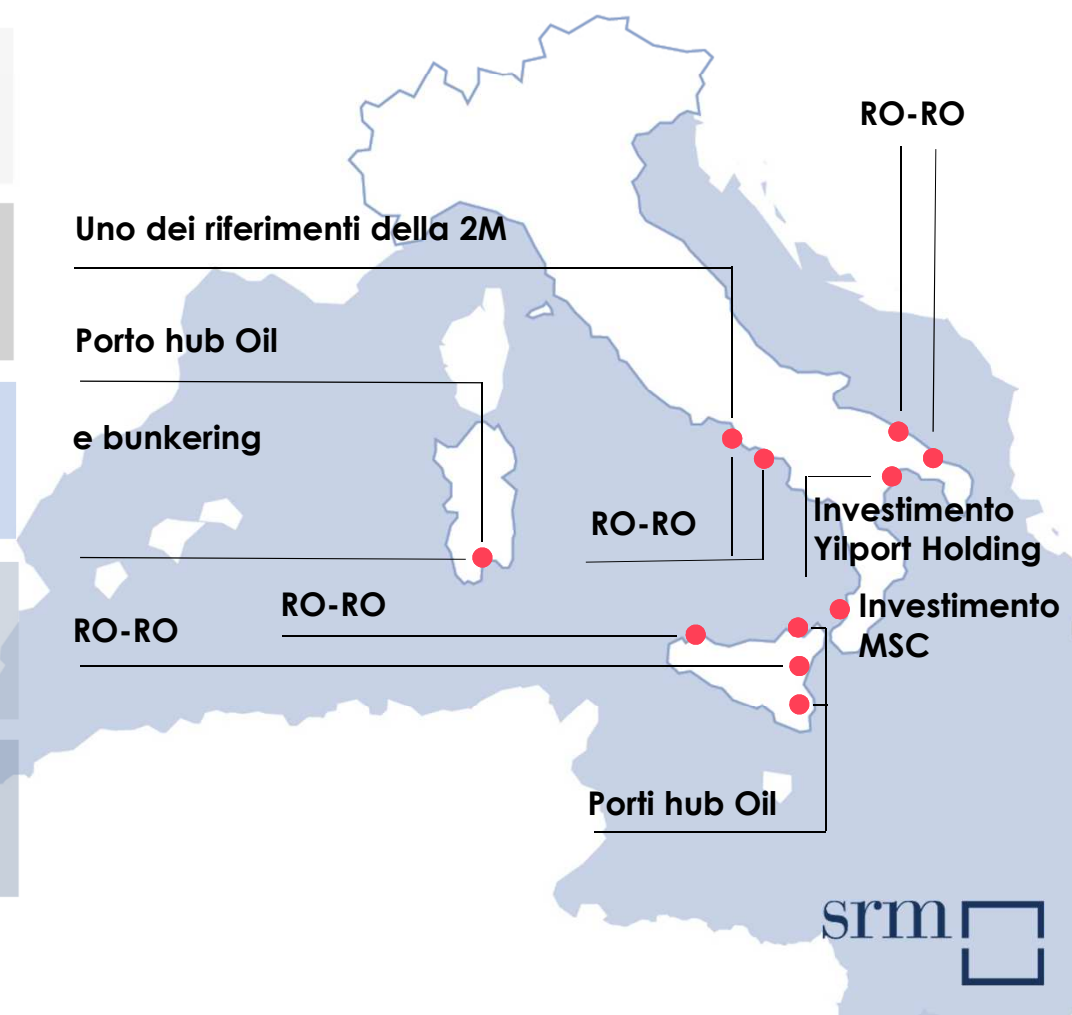 RO-RO
Uno dei riferimenti della 2M
Porto hub Oil
e bunkering
RO-RO
Investimento
Yilport Holding
RO-RO
RO-RO
Investimento
MSC
Porti hub Oil
srm